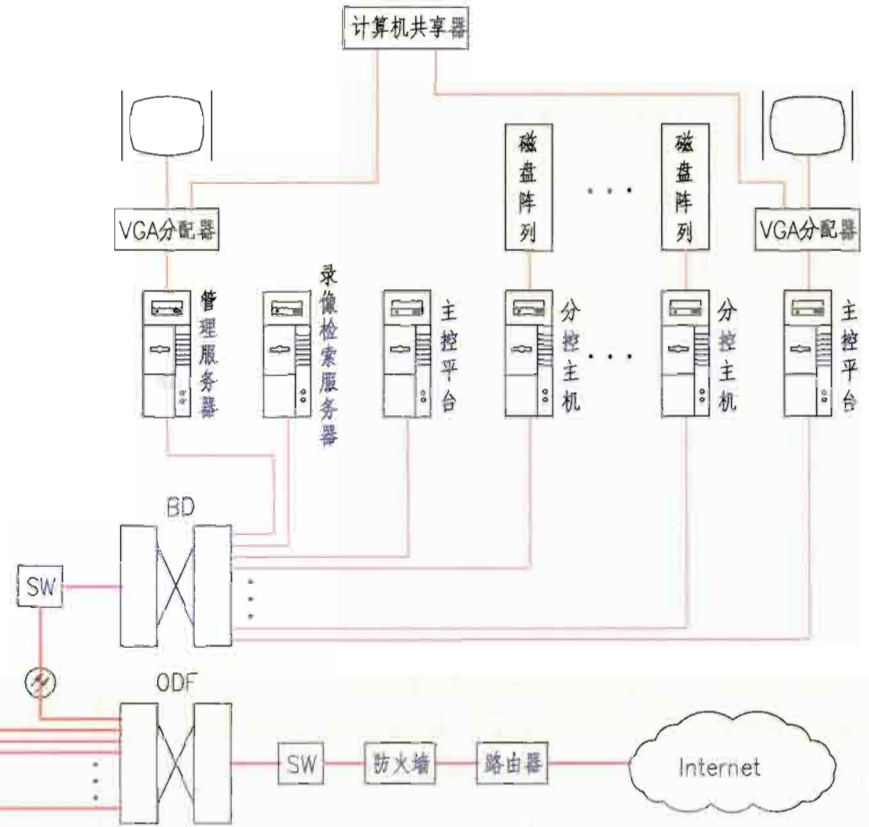 计算机共享器
磁盘阵列
磁盘阵列
VGA分配器
VGA分配器
管理服务器
录像检索服务器
主控平台
分控主机
分控主机
主控平台
BD
SW
ODF
SW
防火墙
路由器
Internet